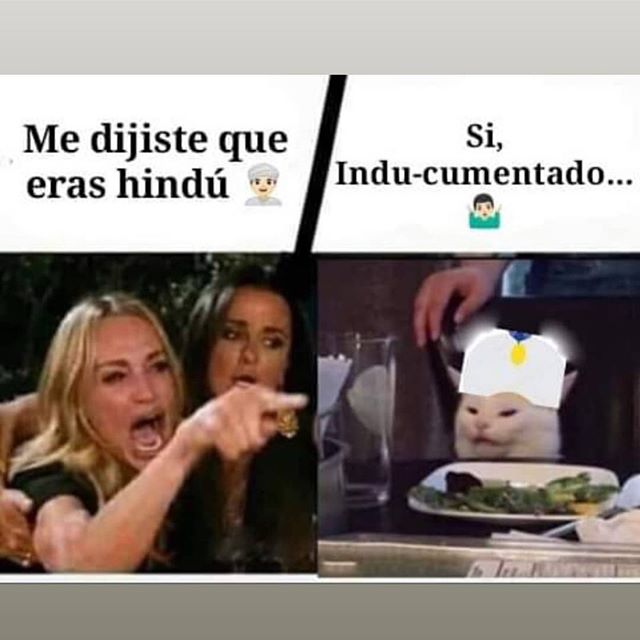 Me dijiste que
eras hindú 👳🏻‍♂️
Si,
Indu-cumentado...
🤷🏻‍♂️